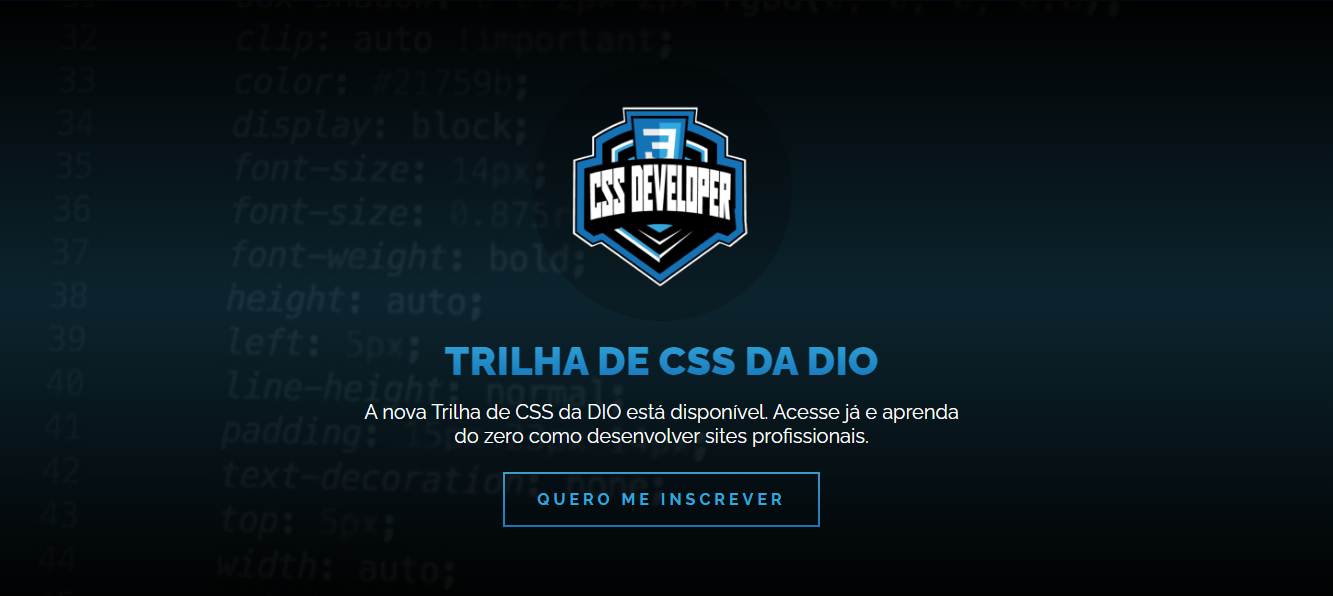 32 clip: auto !important;
33 color: #21759b;
34 display: block;
35 font-size: 14px;
36 font-size: 0.875
37 font-weight: bold;
38 height: auto;
39 left: 5px;
40 line-height: normal;
41 padding:
42 text-decoration: none;
43 top: 5px;
44 width: auto;
3
CSS DEVELOPER
TRILHA DE CSS DA DIO
A nova Trilha de CSS da DIO está disponível. Acesse já e aprenda
do zero como desenvolver sites profissionais.
QUERO ME INSCREVER